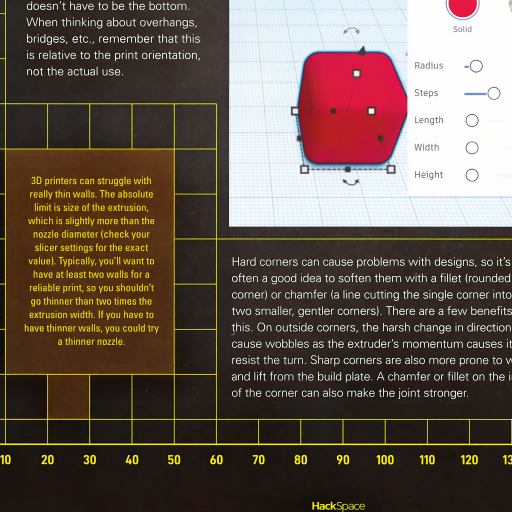 doesn't have to be the bottom.
When thinking about overhangs,
bridges, etc., remember that this
is relative to the print orientation,
not the actual use.
Solid
Radius
Steps
Length
Width
Height
3D printers can struggle with
really thin walls. The absolute
limit is size of the extrusion,
which is slightly more than the
nozzle diameter (check your
slicer settings for the exact
value). Typically, you'll want to
have at least two walls for a
reliable print, so you shouldn't
go thinner than two times the
extrusion width. If you have to
have thinner walls, you could try
a thinner nozzle.
Hard corners can cause problems with designs, so it's
often a good idea to soften them with a fillet (rounded
corner) or chamfer (a line cutting the single corner into
two smaller, gentler corners). There are a few benefits
this. On outside corners, the harsh change in direction
cause wobbles as the extruder's momentum causes it
resist the turn. Sharp corners are also more prone to
and lift from the build plate. A chamfer or fillet on the
of the corner can also make the joint stronger.
10 20 30 40 50 60 70 80 90 100 110 120
HackSpace